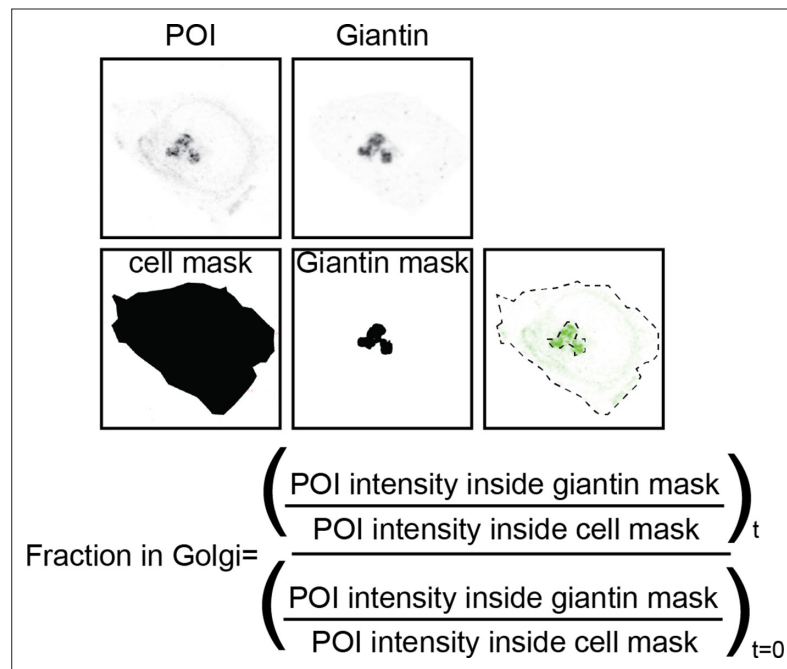 POI Giantin
cell mask Giantin mask
POI intensity inside giantin mask
POI intensity inside cell mask
t
Fraction in Golgi=
POI intensity inside giantin mask
POI intensity inside cell mask
t=0